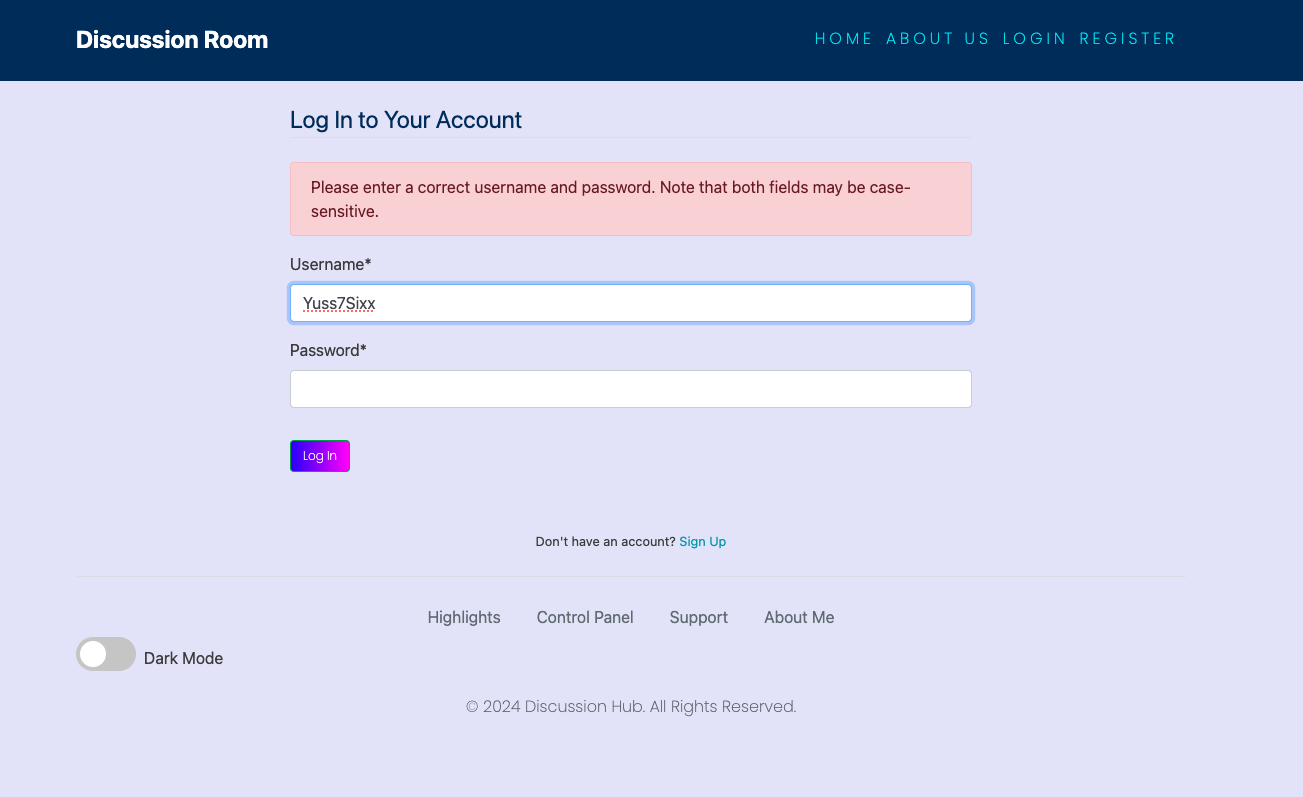 Discussion Room
HOME ABOUT US LOGIN REGISTER
Log In to Your Account
Please enter a correct username and password. Note that both fields may be case-
sensitive.
Username*
Yuss7Sixx
Password*
Log In
Don't have an account? Sign Up
Highlights Control Panel Support About Me
Dark Mode
© 2024 Discussion Hub. All Rights Reserved.